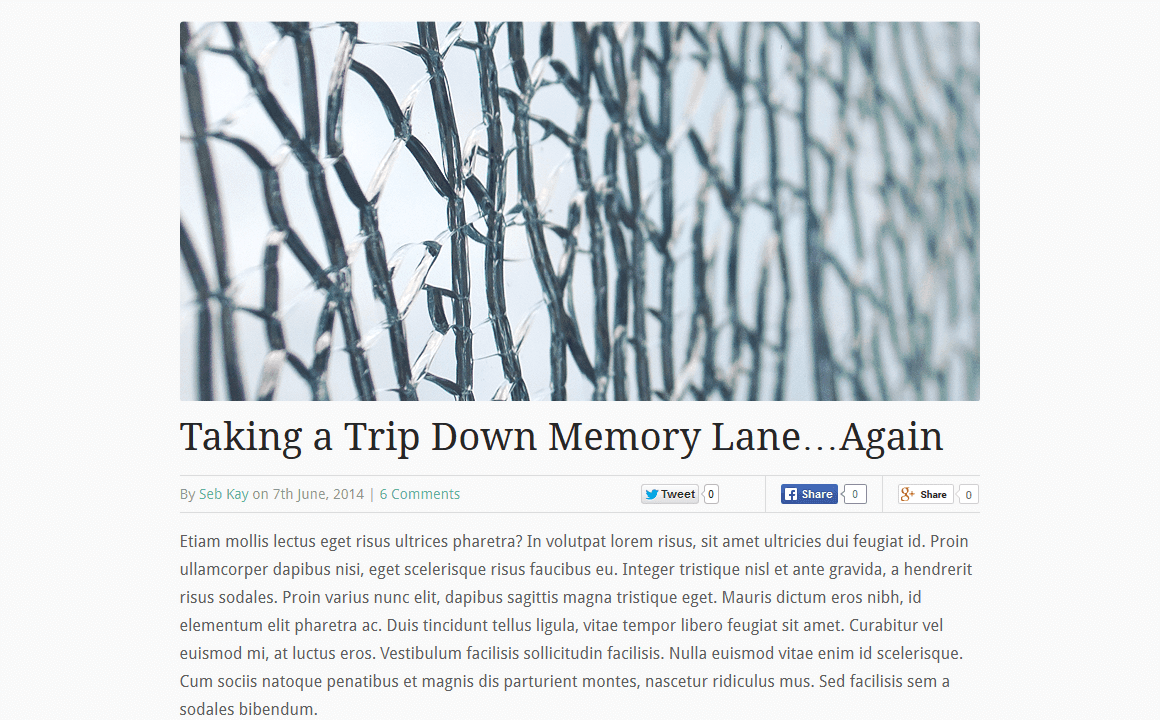 Taking a Trip Down Memory Lane…Again
By Seb Kay on 7th June, 2014 | 6 Comments
Tweet 0
Share 0
Share 0
Etiam mollis lectus eget risus ultrices pharetra? In volutpat lorem risus, sit amet ultricies dui feugiat id. Proin
ullamcorper dapibus nisi, eget scelerisque risus faucibus eu. Integer tristique nisl et ante gravida, a hendrerit
risus sodales. Proin varius nunc elit, dapibus sagittis magna tristique eget. Mauris dictum eros nibh, id
elementum elit pharetra ac. Duis tincidunt tellus ligula, vitae tempor libero feugiat sit amet. Curabitur vel
euismod mi, at luctus eros. Vestibulum facilisis sollicitudin facilisis. Nulla euismod vitae enim id scelerisque.
Cum sociis natoque penatibus et magnis dis parturient montes, nascetur ridiculus mus. Sed facilisis sem a
sodales bibendum.